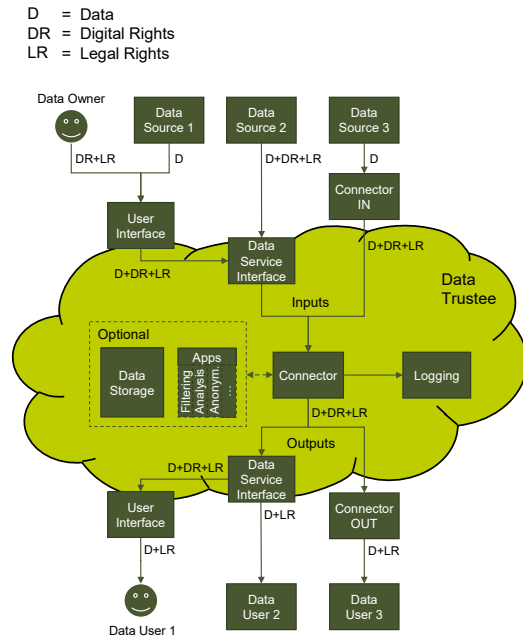 D = Data
DR = Digital Rights
LR = Legal Rights
Data Owner
Data
Source 1
Data
Source 2
Data
Source 3
DR+LR
D
D+DR+LR
D
Connector
IN
User
Interface
Data
Service
Interface
D+DR+LR
D+DR+LR
Data
Trustee
Inputs
Optional
Data
Storage
Apps
Filtering
Analysis
Anonym.
...
Connector
Logging
D+DR+LR
Outputs
D+DR+LR
Data
Service
Interface
User
Interface
Connector
OUT
D+LR
D+LR
D+LR
Data User 1
Data
User 2
Data
User 3